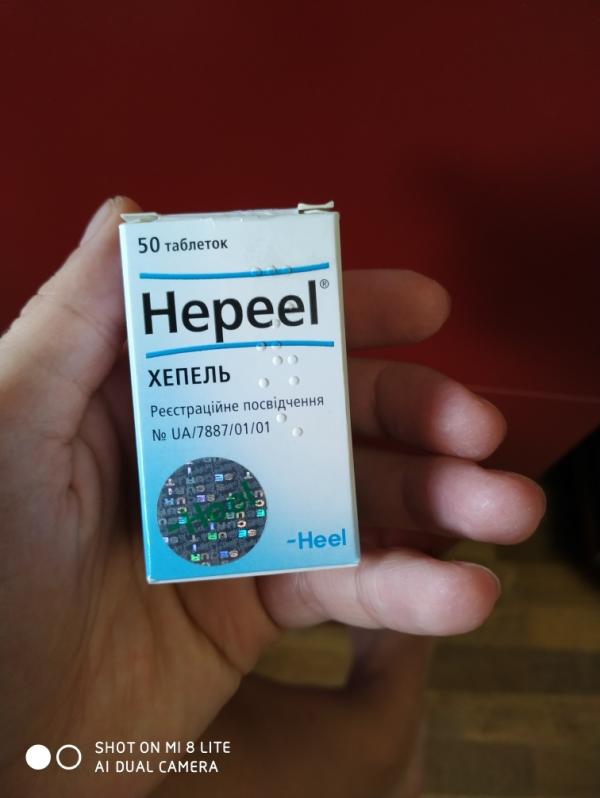 50 таблеток
Hepeel®
ХЕПЕЛЬ
Реєстраційне посвідчення
№ UA/7887/01/01
-Heel
-Heel
SHOT ON MI 8 LITE
AI DUAL CAMERA